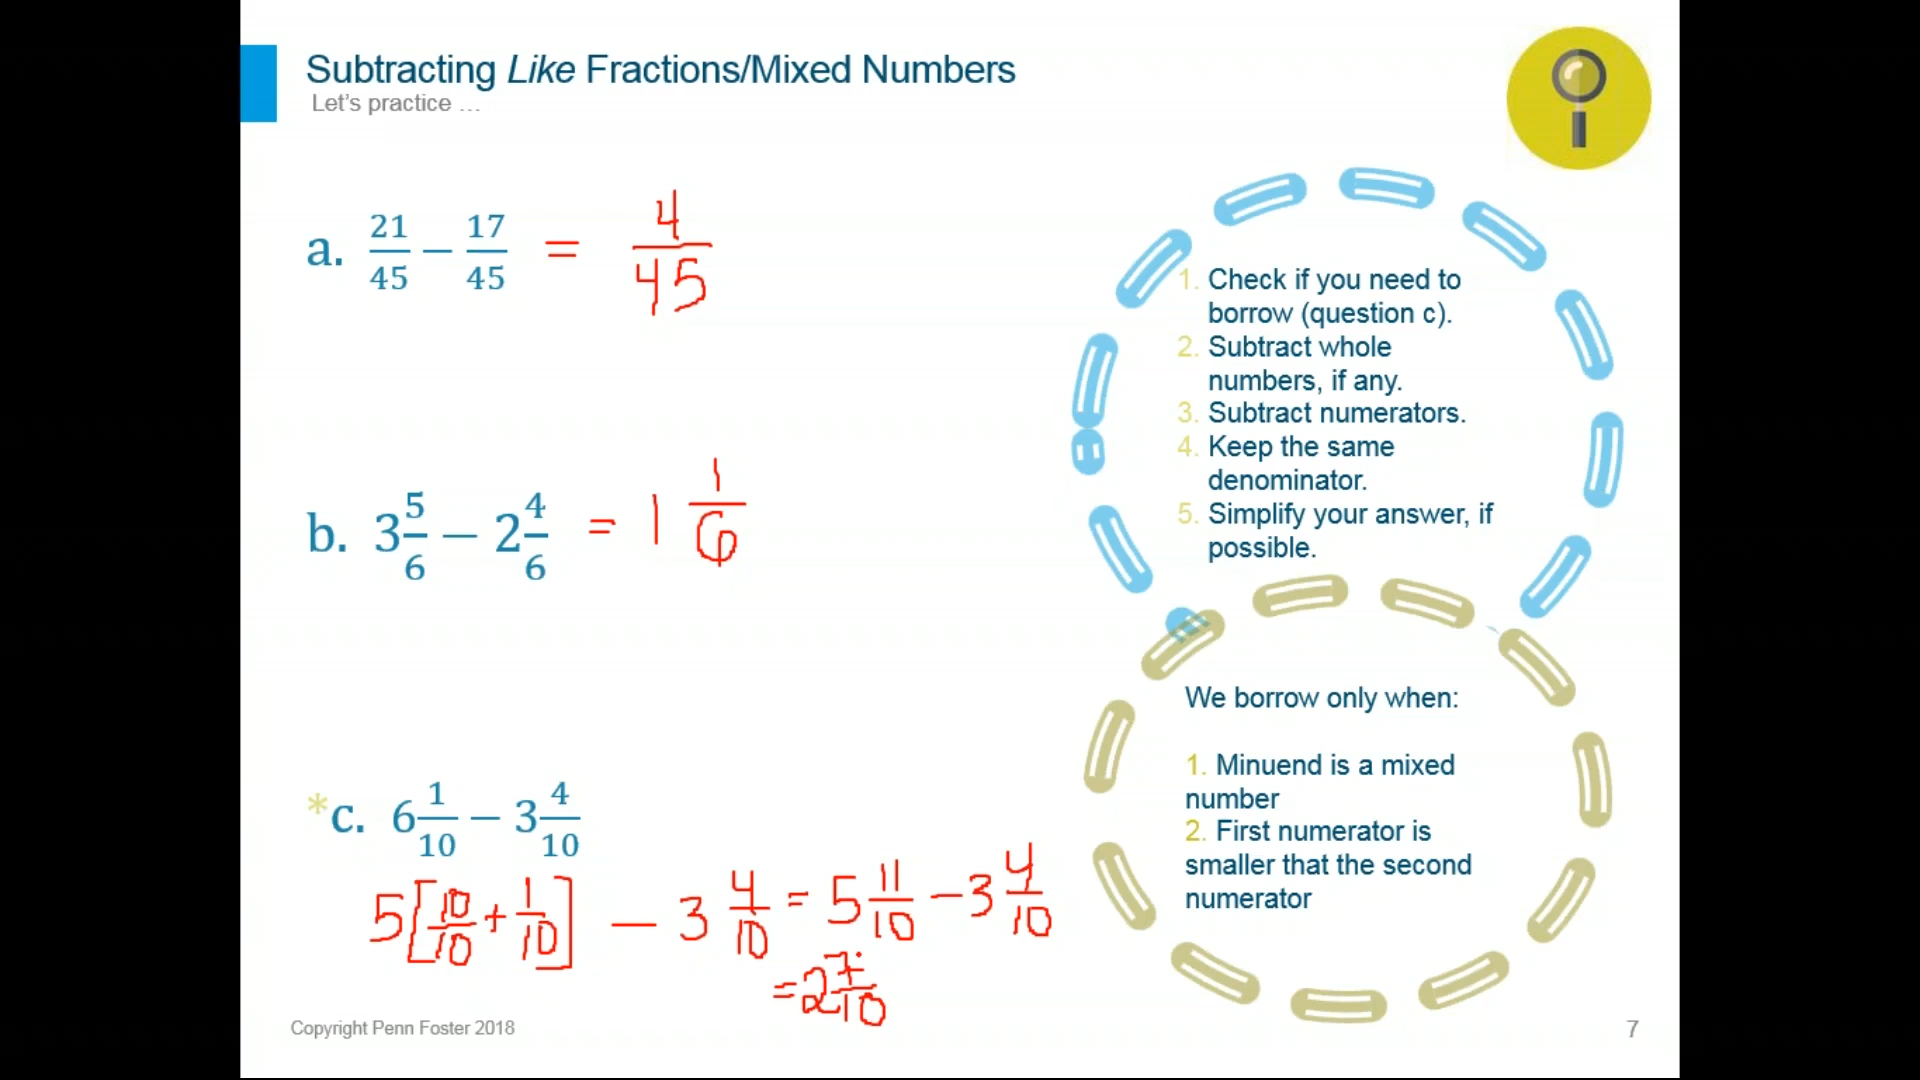 Subtracting Like Fractions/Mixed Numbers
Let's practice ...
a. 21/45 − 17/45 = 4/45
b. 3 5/6 − 2 4/6 = 1 1/6
*c. 6 1/10 − 3 4/10
5[10/10 + 1/10] − 3 4/10 = 5 11/10 − 3 4/10
= 2 7/10
1. Check if you need to
borrow (question c).
2. Subtract whole
numbers, if any.
3. Subtract numerators.
4. Keep the same
denominator.
5. Simplify your answer, if
possible.
We borrow only when:
1. Minuend is a mixed
number
2. First numerator is
smaller that the second
numerator
Copyright Penn Foster 2018
7